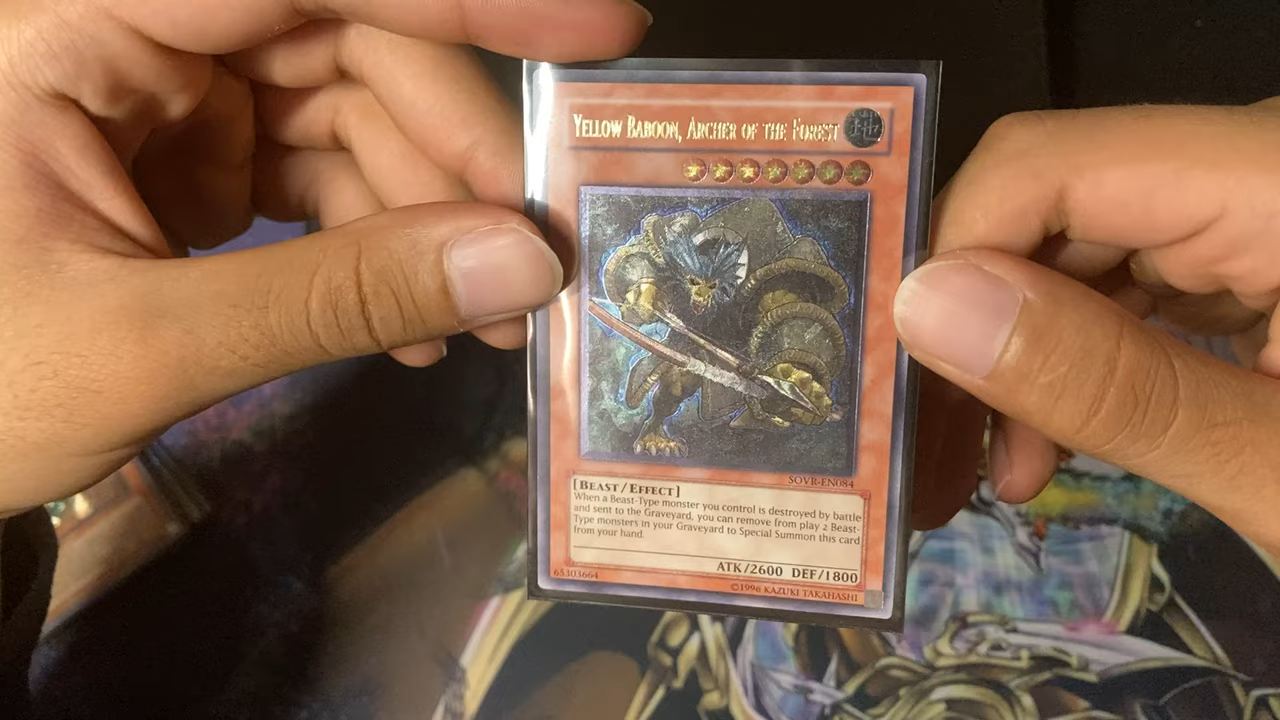 YELLOW BABOON, ARCHER OF THE FOREST
SOVR-EN084
[BEAST/EFFECT]
When a Beast-Type monster you control is destroyed by battle
and sent to the Graveyard, you can remove from play 2 Beast-
Type monsters in your Graveyard to Special Summon this card
from your hand.
ATK/2600 DEF/1800
65303664 ©1996 KAZUKI TAKAHASHI